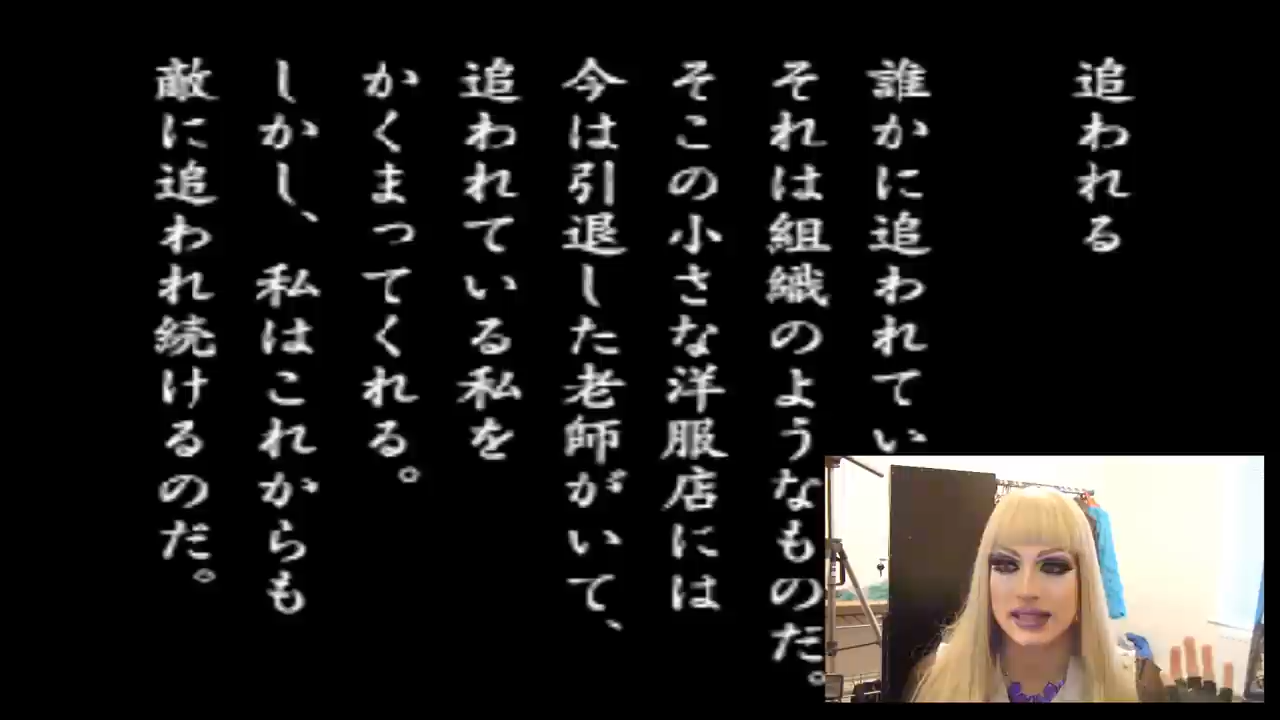 追われる
誰かに追われてい
それは組織のようなものだ。
そこの小さな洋服店には
今は引退した老師がいて、
追われている私を
かくまってくれる。
しかし、私はこれからも
敵に追われ続けるのだ。